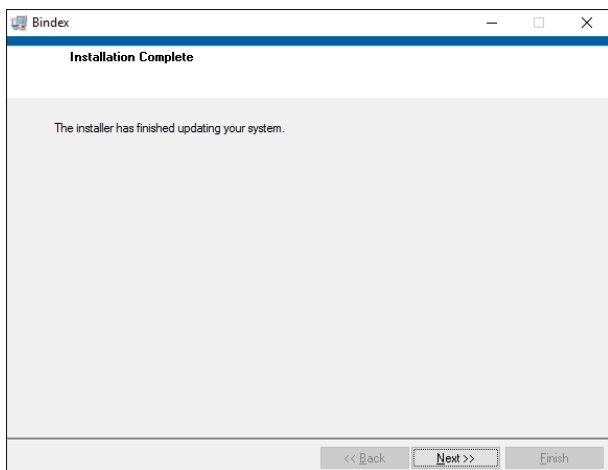 Bindex
Installation Complete
The installer has finished updating your system.
<< Back
Next >>
Finish